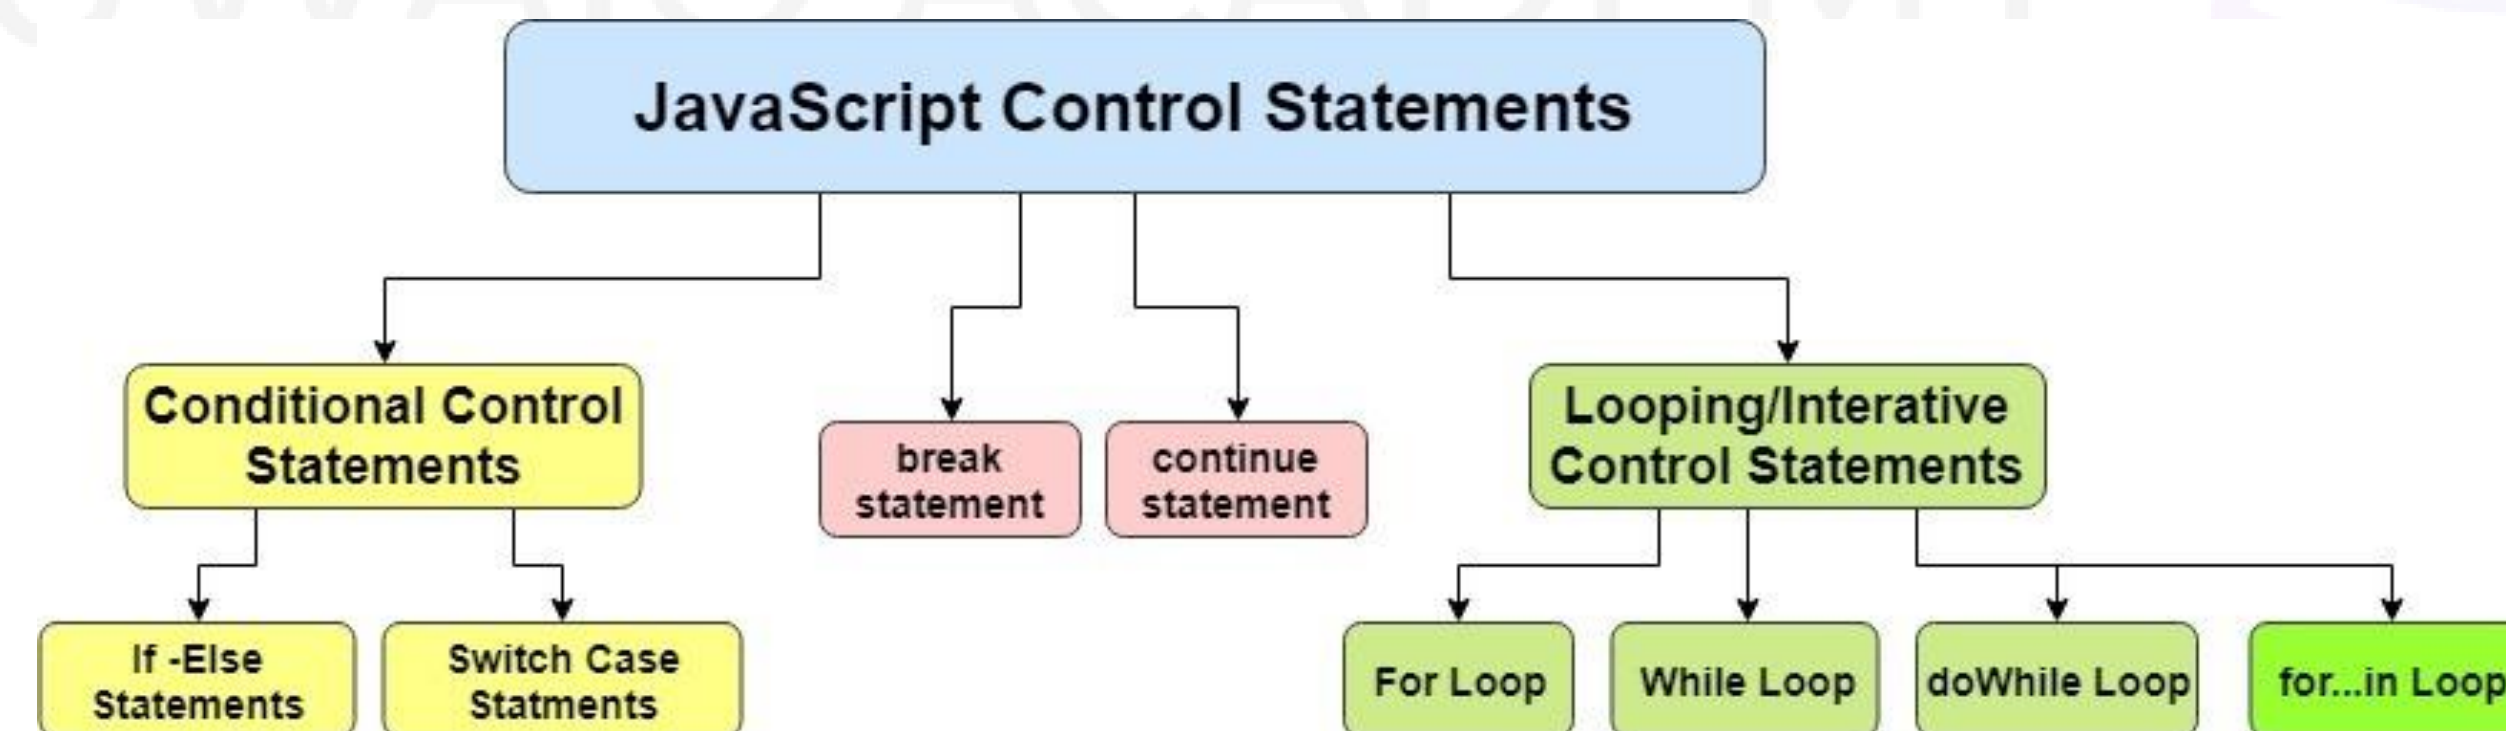 JavaScript Control Statements
Conditional Control
Statements
break
statement
continue
statement
Looping/Interative
Control Statements
If -Else
Statements
Switch Case
Statments
For Loop
While Loop
doWhile Loop
for...in Loop